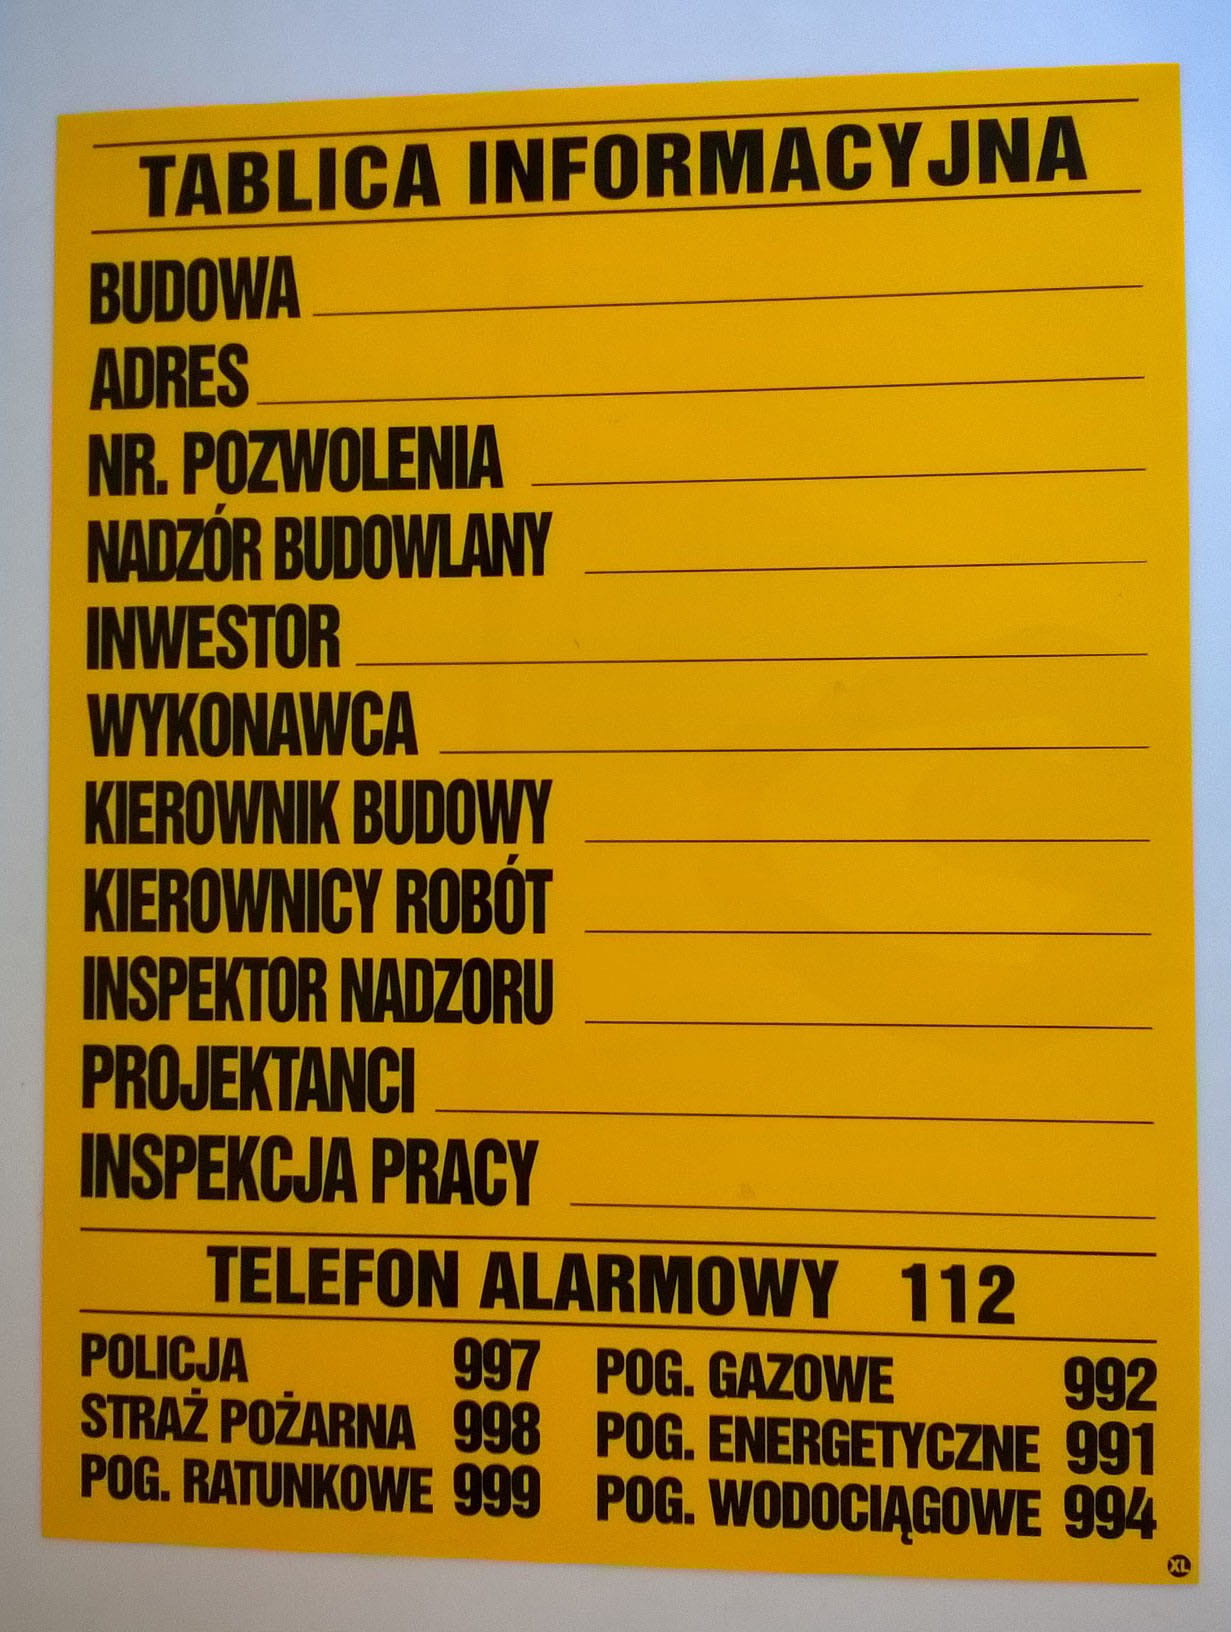 TABLICA INFORMACYJNA
BUDOWA
ADRES
NR. POZWOLENIA
NADZÓR BUDOWLANY
INWESTOR
WYKONAWCA
KIEROWNIK BUDOWY
KIEROWNICY ROBÓT
INSPEKTOR NADZORU
PROJEKTANCI
INSPEKCJA PRACY
TELEFON ALARMOWY 112
POLICJA 997 POG. GAZOWE 992
STRAŻ POŻARNA 998 POG. ENERGETYCZNE 991
POG. RATUNKOWE 999 POG. WODOCIĄGOWE 994
XL